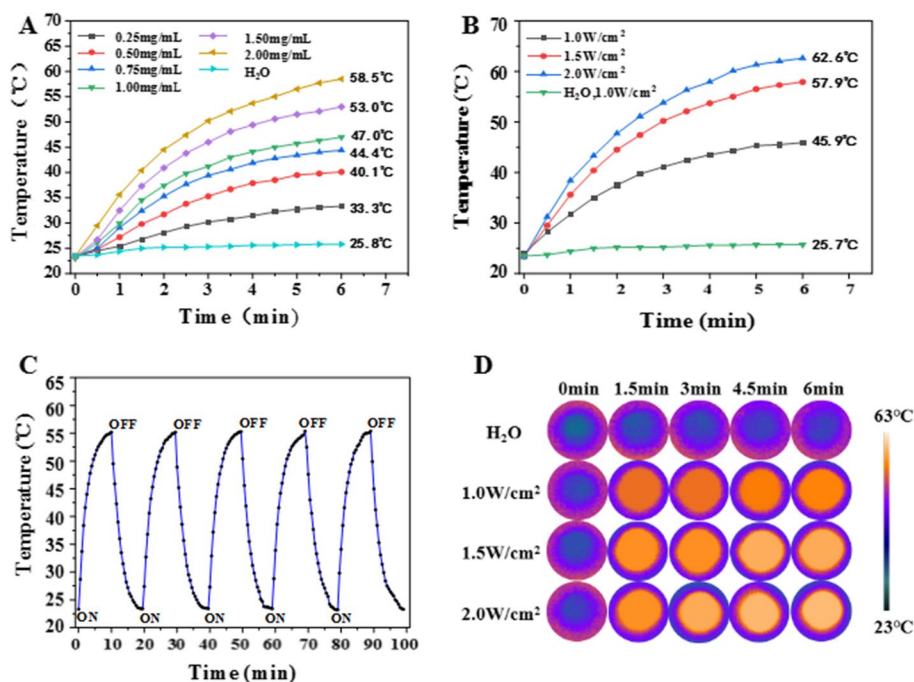 A
0.25mg/mL
0.50mg/mL
0.75mg/mL
1.00mg/mL
1.50mg/mL
2.00mg/mL
H₂O
58.5℃
53.0℃
47.0℃
44.4℃
40.1℃
33.3℃
25.8℃
Temperature (℃)
70
65
60
55
50
45
40
35
30
25
20
0 1 2 3 4 5 6 7
Time (min)
B
1.0W/cm²
1.5W/cm²
2.0W/cm²
H₂O,1.0W/cm²
62.6℃
57.9℃
45.9℃
25.7℃
Temperature (℃)
70
60
50
40
30
20
0 1 2 3 4 5 6 7
Time (min)
C
Temperature (℃)
65
60
55
50
45
40
35
30
25
20
OFF OFF OFF OFF OFF
ON ON ON ON ON
0 10 20 30 40 50 60 70 80 90 100
Time (min)
D
0min 1.5min 3min 4.5min 6min
H₂O
1.0W/cm²
1.5W/cm²
2.0W/cm²
63°C
23°C